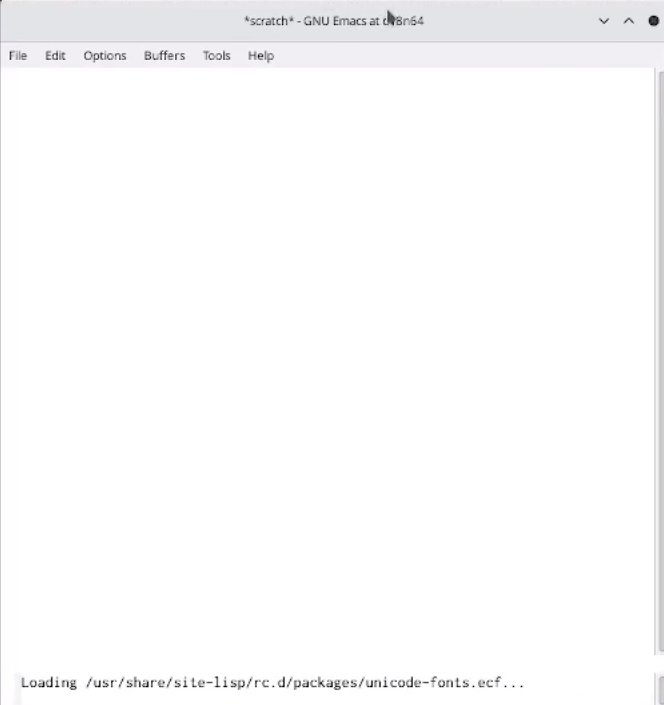 *scratch* - GNU Emacs at
File Edit Options Buffers Tools Help
Loading /usr/share/site-lisp/rc.d/packages/unicode-fonts.ecf...